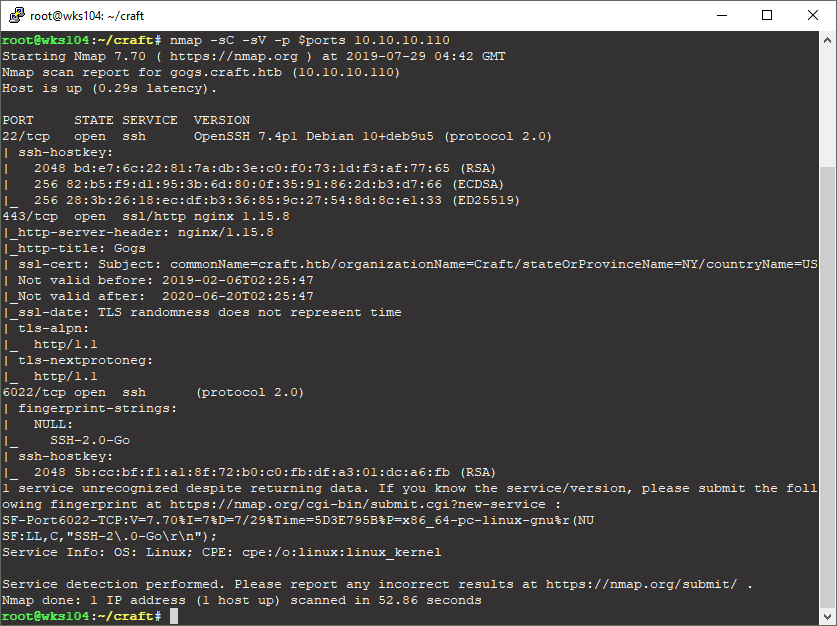 root@wks104: ~/craft
root@wks104:~/craft# nmap -sC -sV -p $ports 10.10.10.110
Starting Nmap 7.70 ( https://nmap.org ) at 2019-07-29 04:42 GMT
Nmap scan report for gogs.craft.htb (10.10.10.110)
Host is up (0.29s latency).
PORT     STATE SERVICE  VERSION
22/tcp   open  ssh      OpenSSH 7.4p1 Debian 10+deb9u5 (protocol 2.0)
| ssh-hostkey:
|   2048 bd:e7:6c:22:81:7a:db:3e:c0:f0:73:1d:f3:af:77:65 (RSA)
|   256 82:b5:f9:d1:95:3b:6d:80:0f:35:91:86:2d:b3:d7:66 (ECDSA)
|_  256 28:3b:26:18:ec:df:b3:36:85:9c:27:54:8d:8c:e1:33 (ED25519)
443/tcp  open  ssl/http nginx 1.15.8
|_http-server-header: nginx/1.15.8
|_http-title: Gogs
| ssl-cert: Subject: commonName=craft.htb/organizationName=Craft/stateOrProvinceName=NY/countryName=US
| Not valid before: 2019-02-06T02:25:47
|_Not valid after:  2020-06-20T02:25:47
|_ssl-date: TLS randomness does not represent time
| tls-alpn:
|_  http/1.1
| tls-nextprotoneg:
|_  http/1.1
6022/tcp open  ssh      (protocol 2.0)
| fingerprint-strings:
|   NULL:
|_    SSH-2.0-Go
| ssh-hostkey:
|_  2048 5b:cc:bf:f1:a1:8f:72:b0:c0:fb:df:a3:01:dc:a6:fb (RSA)
1 service unrecognized despite returning data. If you know the service/version, please submit the foll
owing fingerprint at https://nmap.org/cgi-bin/submit.cgi?new-service :
SF-Port6022-TCP:V=7.70%I=7%D=7/29%Time=5D3E795B%P=x86_64-pc-linux-gnu%r(NU
SF:LL,C,"SSH-2\.0-Go\r\n");
Service Info: OS: Linux; CPE: cpe:/o:linux:linux_kernel
Service detection performed. Please report any incorrect results at https://nmap.org/submit/ .
Nmap done: 1 IP address (1 host up) scanned in 52.86 seconds
root@wks104:~/craft#